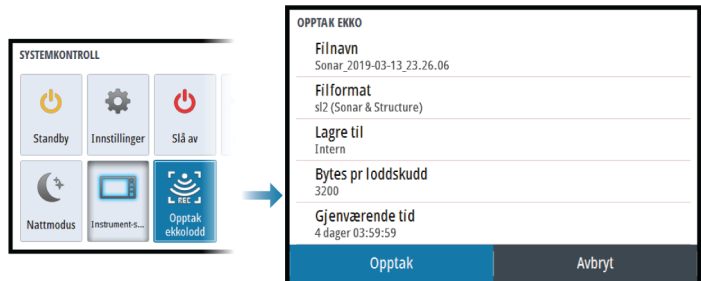 SYSTEMKONTROLL
Standby
Innstillinger
Slå av
Nattmodus
Instrument-s...
REC
Opptak
ekkolodd
OPPTAK EKKO
Filnavn
Sonar_2019-03-13_23.26.06
Filformat
sl2 (Sonar & Structure)
Lagre til
Intern
Bytes pr loddskudd
3200
Gjenværende tid
4 dager 03:59:59
Opptak
Avbryt